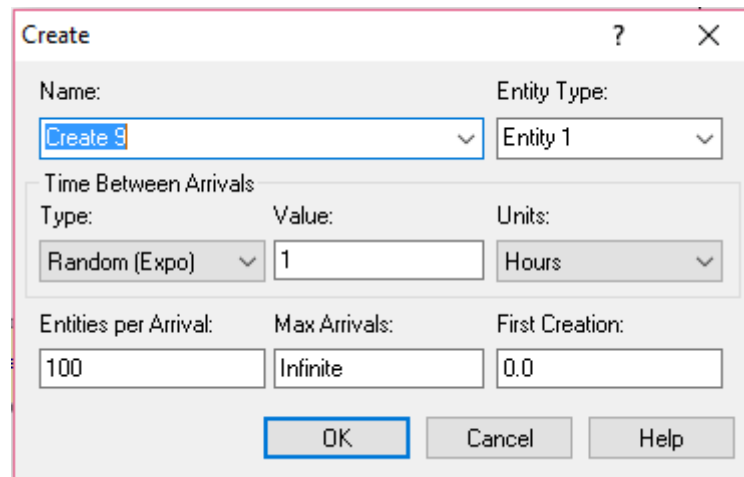 Create ?
Name: Entity Type:
Create 9 Entity 1
Time Between Arrivals
Type: Value: Units:
Random (Expo) 1 Hours
Entities per Arrival: Max Arrivals: First Creation:
100 Infinite 0.0
OK Cancel Help